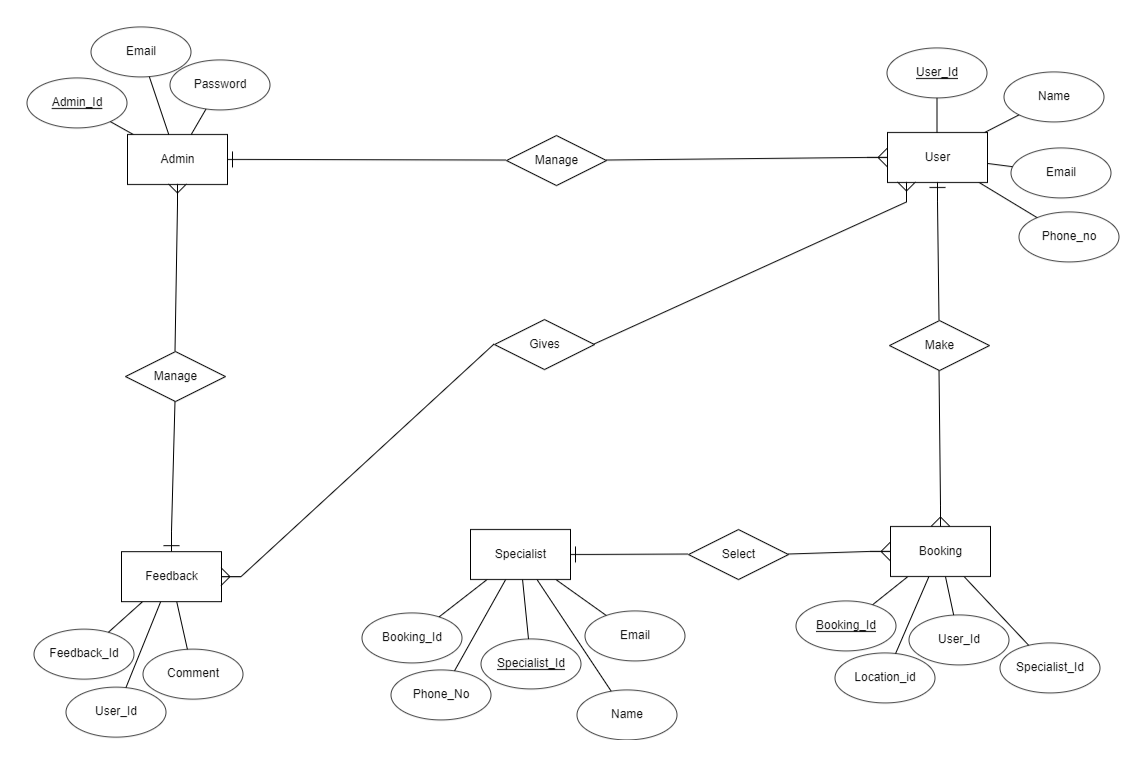 Email
Password
Admin_Id
Admin
Manage
User_Id
Name
User
Email
Phone_no
Gives
Make
Manage
Feedback
Specialist
Select
Booking
Feedback_Id
Comment
User_Id
Booking_Id
Specialist_Id
Email
Phone_No
Name
Booking_Id
User_Id
Location_id
Specialist_Id